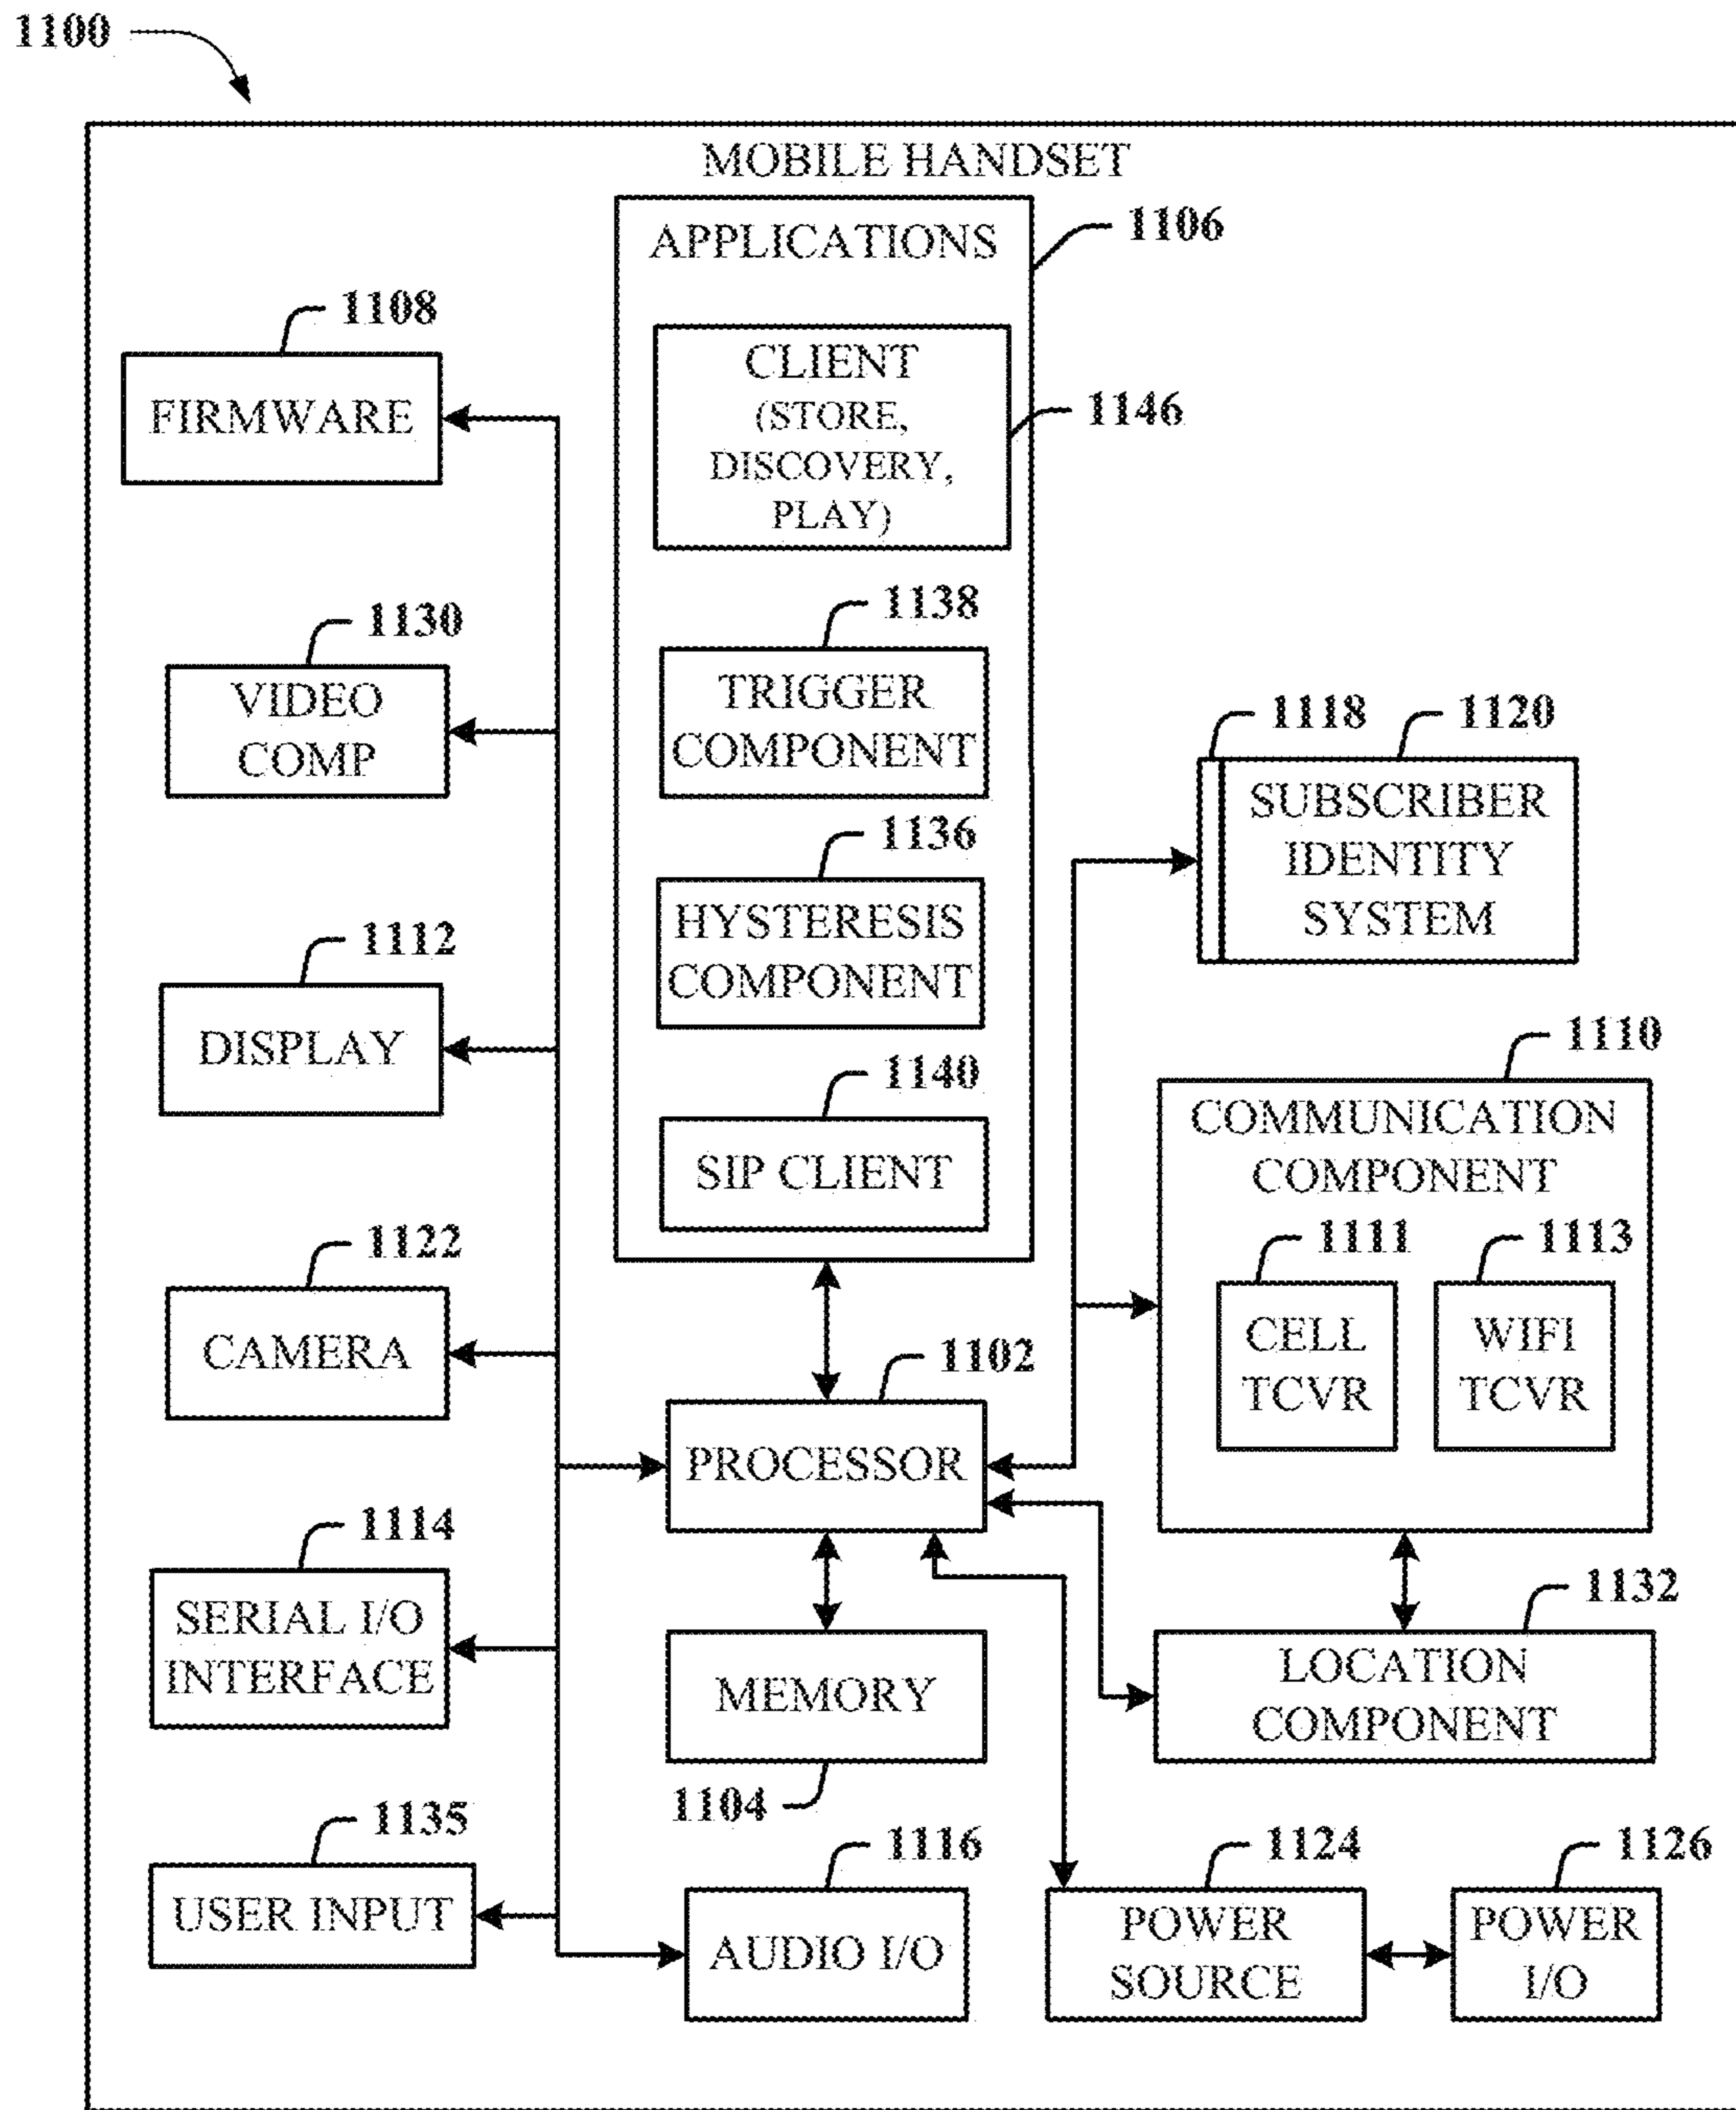 1100
MOBILE HANDSET
APPLICATIONS
1106
CLIENT
(STORE,
DISCOVERY,
PLAY)
1146
1138
TRIGGER
COMPONENT
1136
HYSTERESIS
COMPONENT
1140
SIP CLIENT
1108
FIRMWARE
1130
VIDEO
COMP
1112
DISPLAY
1122
CAMERA
1114
SERIAL I/O
INTERFACE
1135
USER INPUT
1102
PROCESSOR
MEMORY
1104
1116
AUDIO I/O
1118
1120
SUBSCRIBER
IDENTITY
SYSTEM
1110
COMMUNICATION
COMPONENT
1111
CELL
TCVR
1113
WIFI
TCVR
1132
LOCATION
COMPONENT
1124
POWER
SOURCE
1126
POWER
I/O